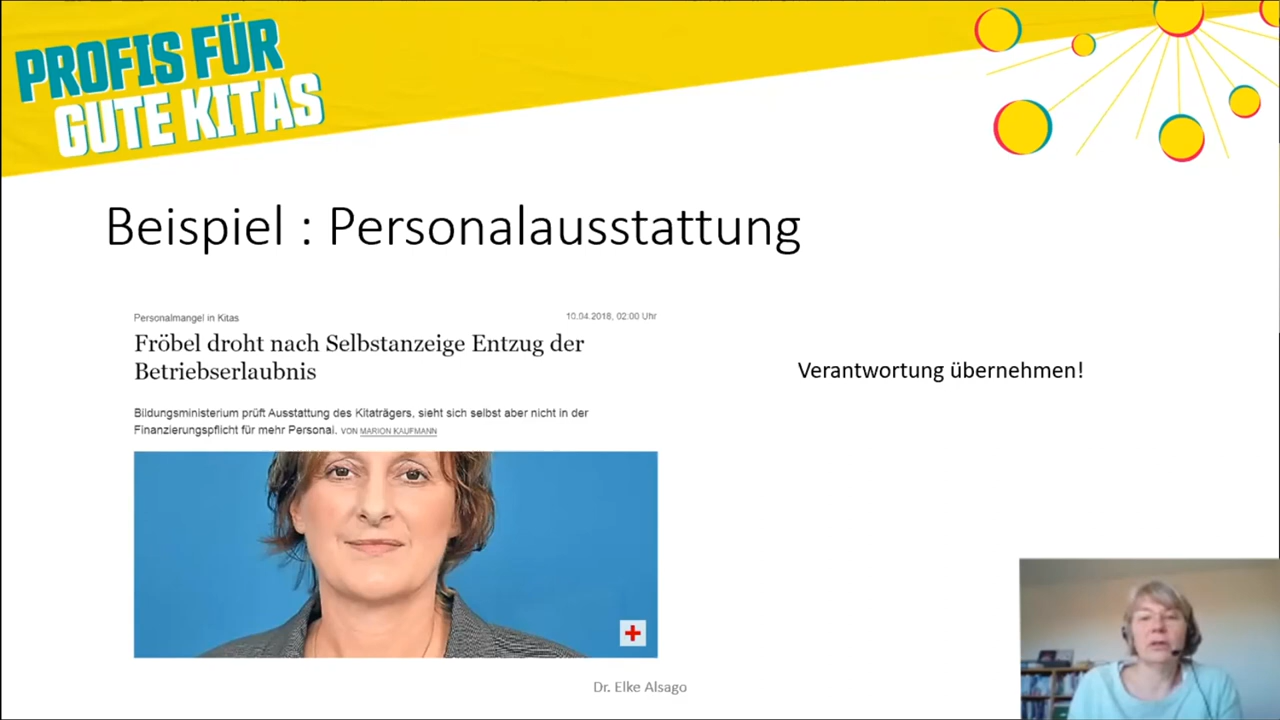 PROFIS FÜR
GUTE KITAS
Beispiel : Personalausstattung
Personalmangel in Kitas
10.04.2018, 02:00 Uhr
Fröbel droht nach Selbstanzeige Entzug der
Betriebserlaubnis
Bildungsministerium prüft Ausstattung des Kitaträgers, sieht sich selbst aber nicht in der
Finanzierungspflicht für mehr Personal. VON MARION KAUFMANN
Verantwortung übernehmen!
Dr. Elke Alsago